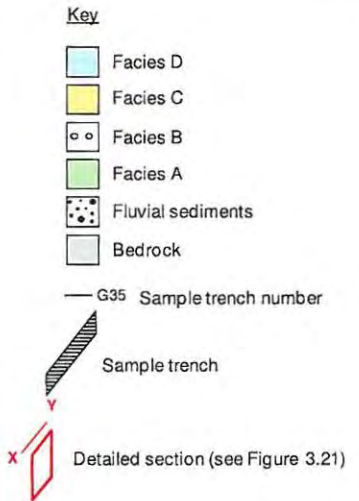 Key
Facies D
Facies C
Facies B
Facies A
Fluvial sediments
Bedrock
G35 Sample trench number
Sample trench
Y
X
Detailed section (see Figure 3.21)